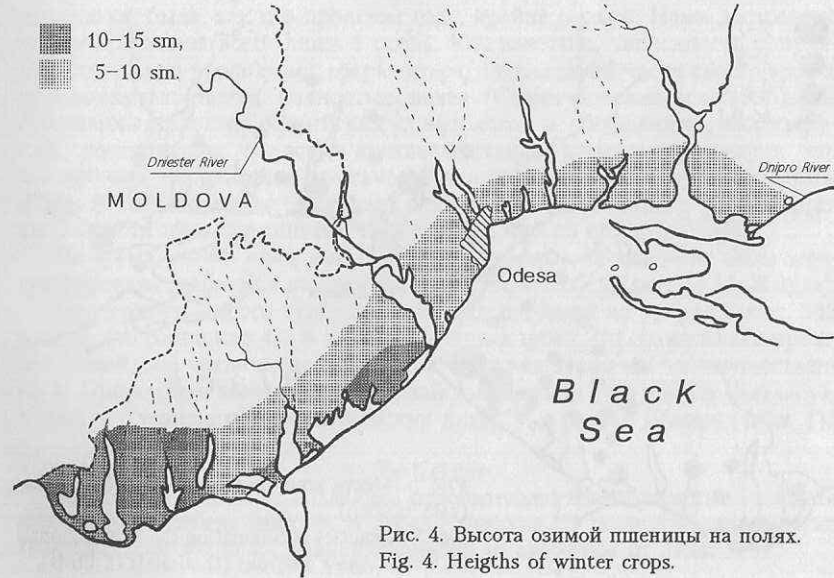 10–15 sm,
5–10 sm.
Dniester River
MOLDOVA
Dnipro River
Odesa
Black
Sea
Рис. 4. Высота озимой пшеницы на полях.
Fig. 4. Heigths of winter crops.